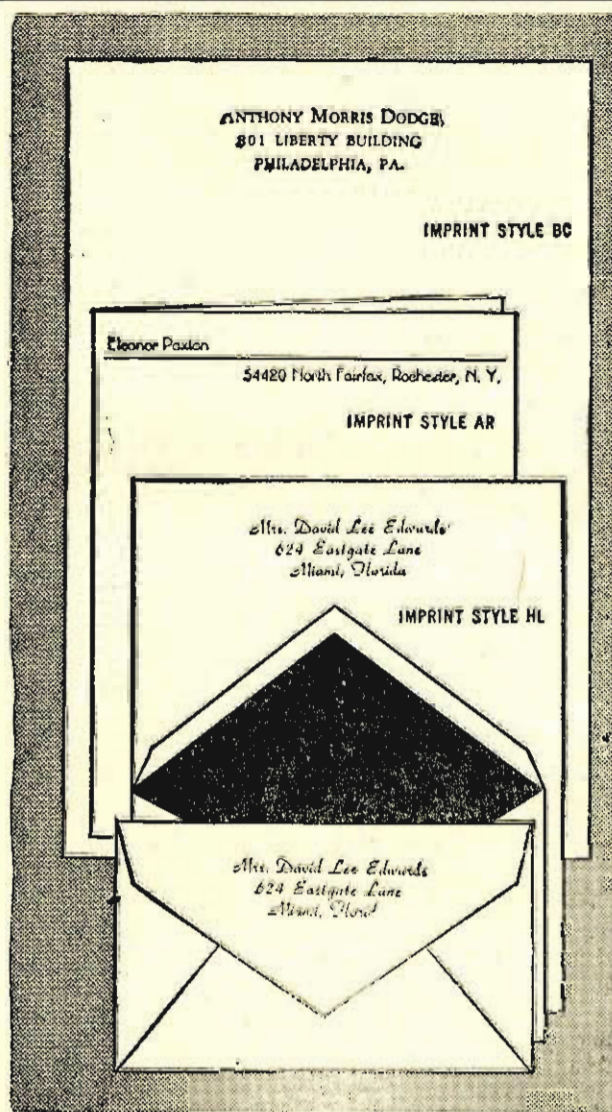 ANTHONY MORRIS DODGE
801 LIBERTY BUILDING
PHILADELPHIA, PA.
IMPRINT STYLE BC
Eleanor Paxton
54420 North Fairfax, Rochester, N. Y.
IMPRINT STYLE AR
Mrs. David Lee Edwards
624 Eastgate Lane
Miami, Florida
IMPRINT STYLE HL
Mrs. David Lee Edwards
624 Eastgate Lane
Miami, Florid